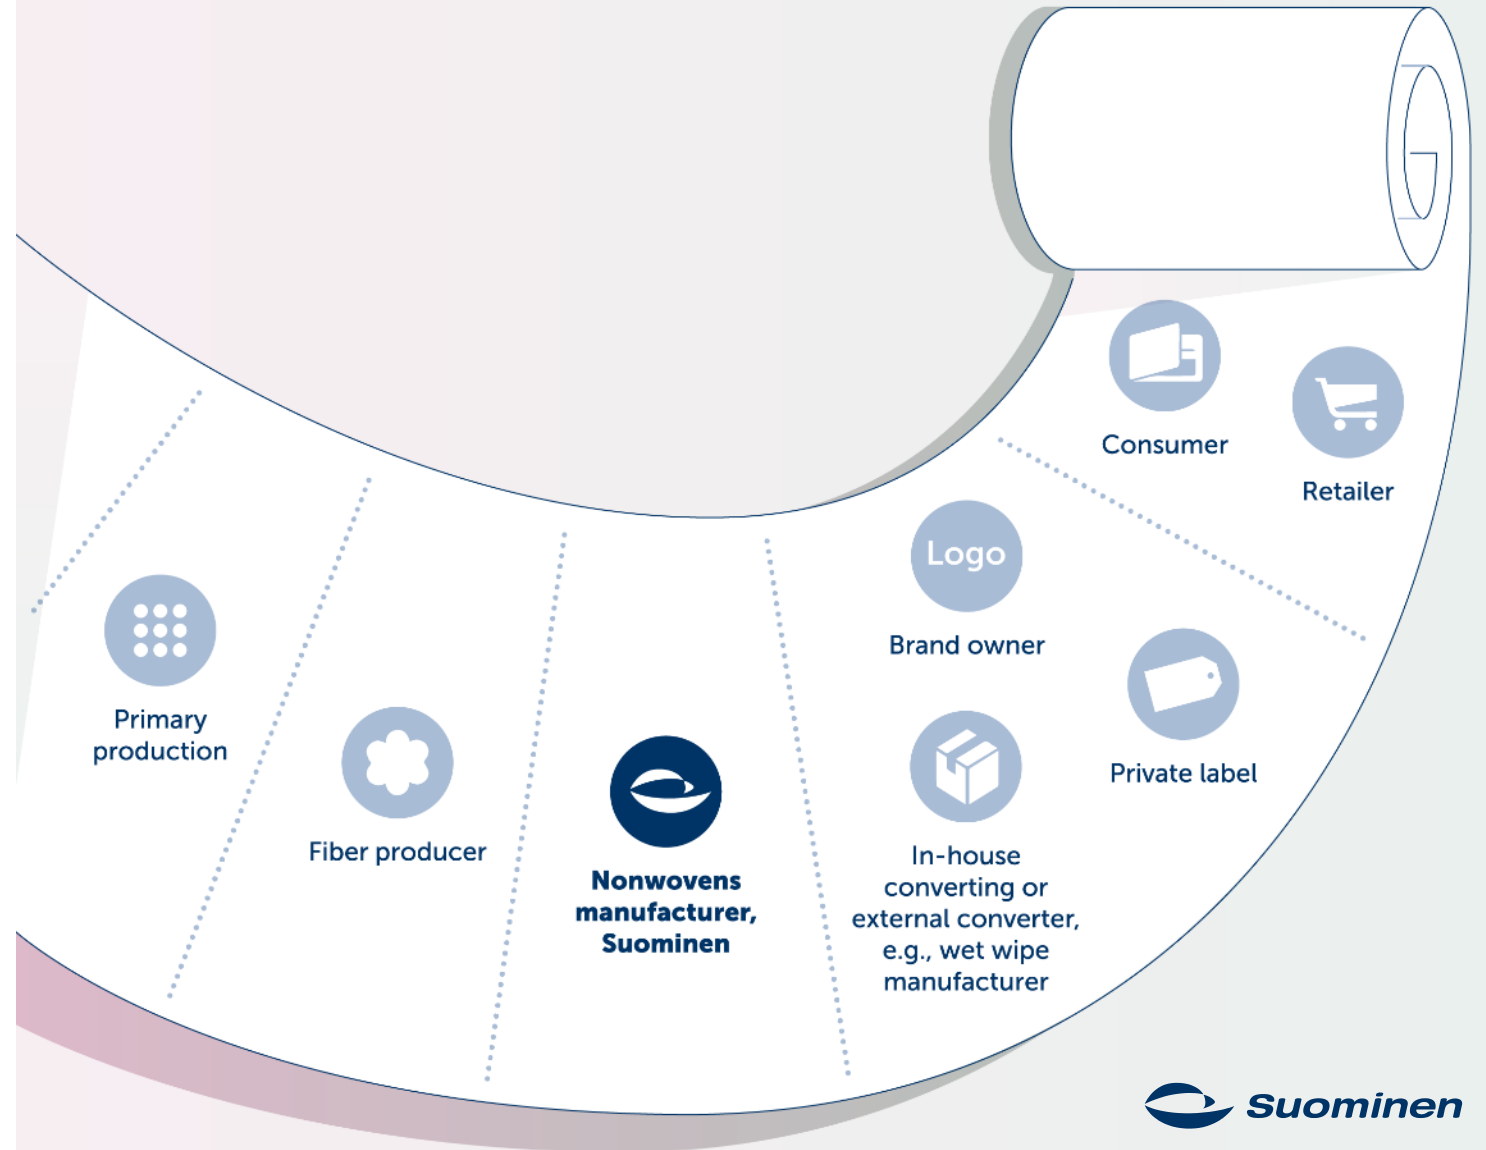 Primary
production
Fiber producer
Nonwovens
manufacturer,
Suominen
Logo
Brand owner
In-house
converting or
external converter,
e.g., wet wipe
manufacturer
Private label
Consumer
Retailer
Suominen